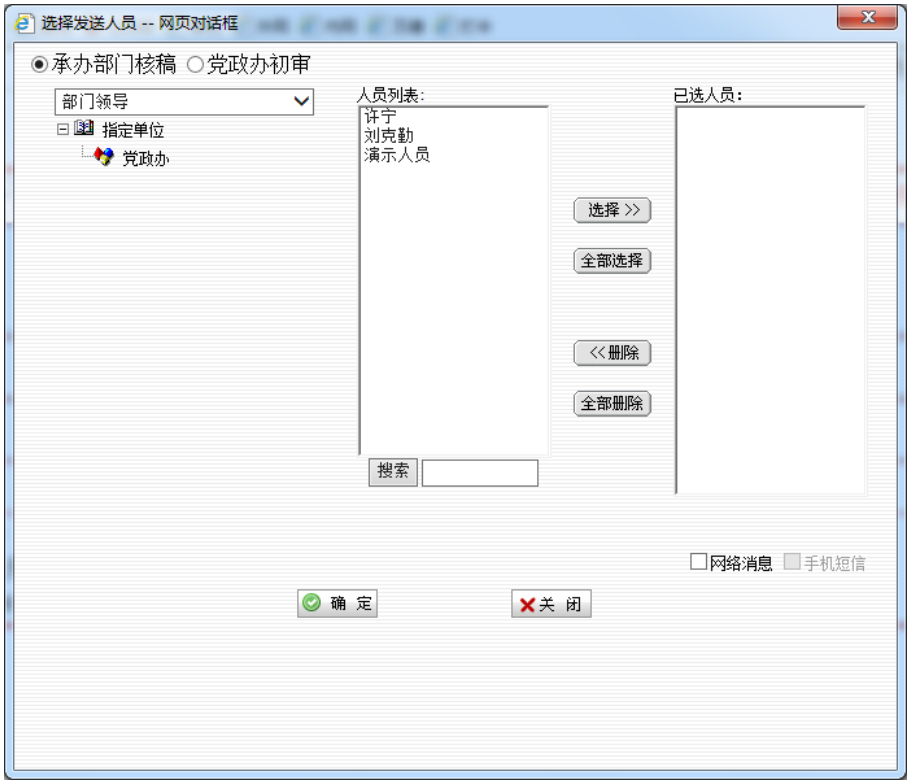 选择发送人员 -- 网页对话框
承办部门核稿 党政办初审
部门领导
指定单位
党政办
人员列表:
许宁
刘克勤
演示人员
搜索
选择 >>
全部选择
<< 删除
全部删除
已选人员:
网络消息 手机短信
确 定
关 闭